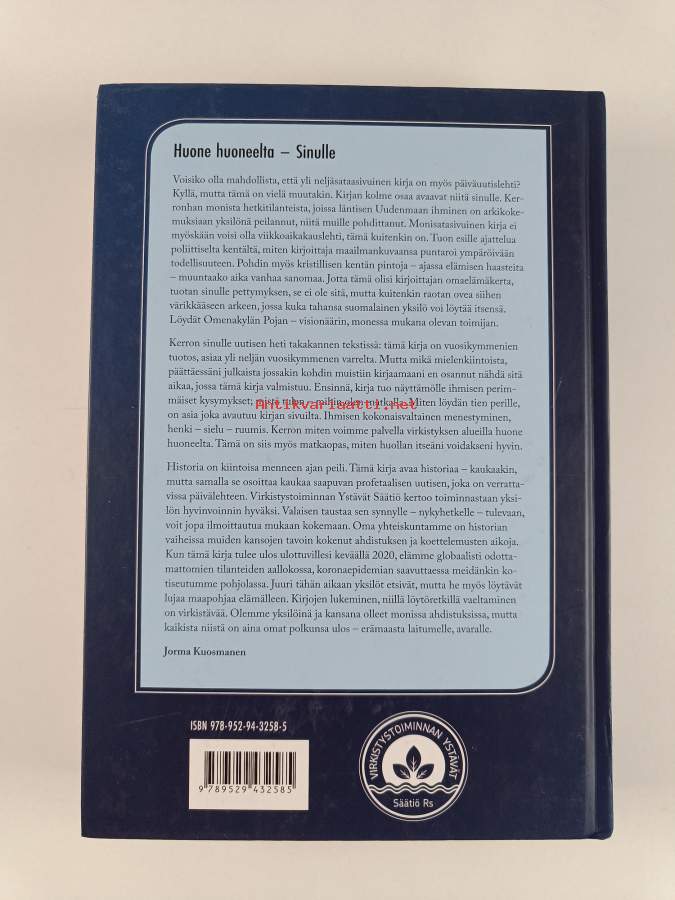 Huone huoneelta – Sinulle
Voisiko olla mahdollista, että yli neljäsataasivuinen kirja on myös päiväuutislehti?
Kyllä, mutta tämä on vielä muutakin. Kirjan kolme osaa avaavat niitä sinulle. Ker-
ronhan monista hetkitilanteista, joissa läntisen Uudenmaan ihminen on arkikoke-
muksiaan yksilönä peilannut, niitä muille pohdittanut. Monisatasivuinen kirja ei
myöskään voisi olla viikkoaikakauslehti, tämä kuitenkin on. Tuon esille ajattelua
poliittiselta kentältä, miten kirjoittaja maailmankuvaansa puntaroi ympäröivään
todellisuuteen. Pohdin myös kristillisen kentän pintoja – ajassa elämisen haasteita
– muuntaako aika vanhaa sanomaa. Jotta tämä olisi kirjoittajan omaelämäkerta,
tuotan sinulle pettymyksen, se ei ole sitä, mutta kuitenkin raotan ovea siihen
värikkääseen arkeen, jossa kuka tahansa suomalainen yksilö voi löytää itsensä.
Löydät Omenakylän Pojan – visionäärin, monessa mukana olevan toimijan.
Kerron sinulle uutisen heti takakannen tekstissä: tämä kirja on vuosikymmenien
tuotos, asiaa yli neljän vuosikymmenen varrelta. Mutta mikä mielenkiintoista,
päättäessäni julkaista jossakin kohdin muistiin kirjaamaani en osannut nähdä sitä
aikaa, jossa tämä kirja valmistuu. Ensinnä, kirja tuo näyttämölle ihmisen perim-
mäiset kysymykset; mistä tulen – mihin olen matkalla. Miten löydän tien perille,
Antikvariaatti.net
on asia joka avautuu kirjan sivuilta. Ihmisen kokonaisvaltainen menestyminen,
henki – sielu – ruumis. Kerron miten voimme palvella virkistyksen alueilla huone
huoneelta. Tämä on siis myös matkaopas, miten huollan itseäni voidakseni hyvin.
Historia on kiintoisa menneen ajan peili. Tämä kirja avaa historiaa – kaukaakin,
mutta samalla se osoittaa kaukaa saapuvan profetaalisen uutisen, joka on verratta-
vissa päivälehteen. Virkistystoiminnan Ystävät Säätiö kertoo toiminnastaan yksi-
lön hyvinvoinnin hyväksi. Valaisen taustaa sen synnylle – nykyhetkelle – tulevaan,
voit jopa ilmoittautua mukaan kokemaan. Oma yhteiskuntamme on historian
vaiheissa muiden kansojen tavoin kokenut ahdistuksen ja koettelemusten aikoja.
Kun tämä kirja tulee ulos ulottuvillesi keväällä 2020, elämme globaalisti odotta-
mattomien tilanteiden aallokossa, koronaepidemian saavuttaessa meidänkin ko-
tiseutumme pohjolassa. Juuri tähän aikaan yksilöt etsivät, mutta he myös löytävät
lujaa maapohjaa elämälleen. Kirjojen lukeminen, niillä löytöretkillä vaeltaminen
on virkistävää. Olemme yksilöinä ja kansana olleet monissa ahdistuksissa, mutta
kaikista niistä on aina omat polkunsa ulos – erämaasta laitumelle, avaralle.
Jorma Kuosmanen
ISBN 978-952-94-3258-5
9 789529 432585
VIRKISTYSTOIMINNAN YSTÄVÄT
Säätiö Rs